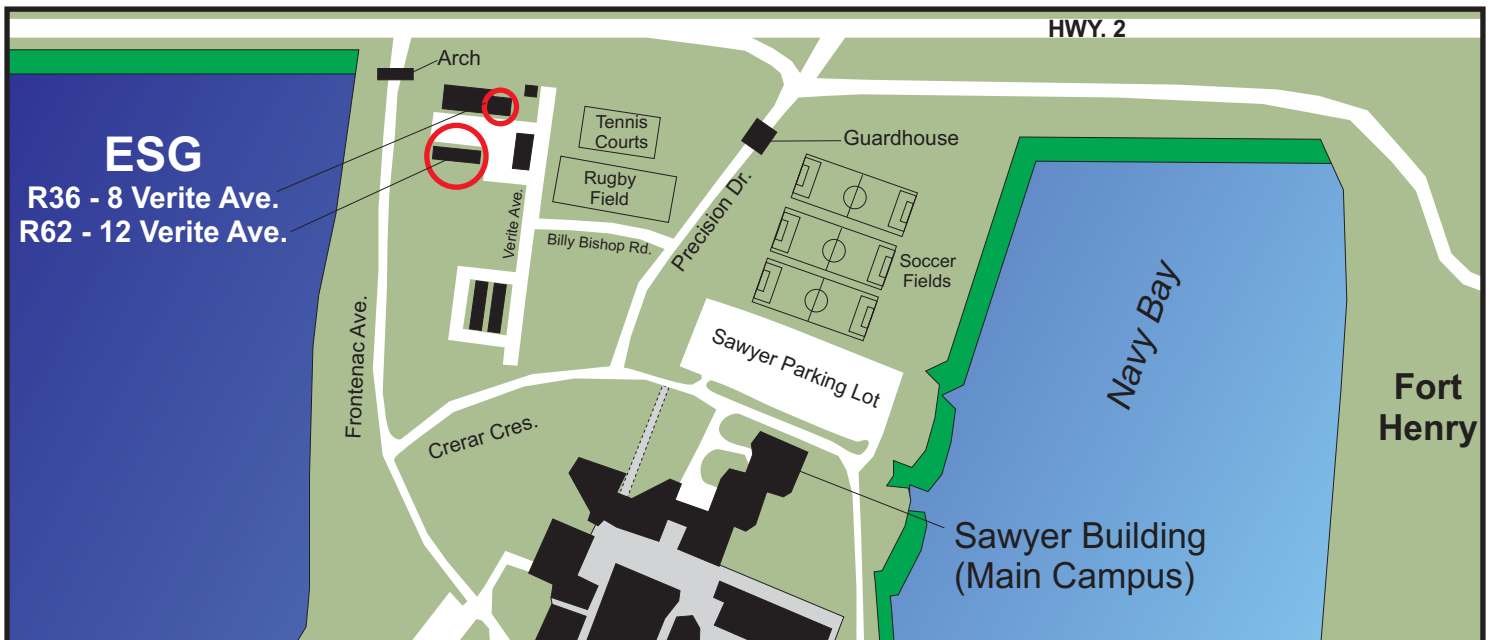 HWY. 2
Arch
ESG
R36 - 8 Verite Ave.
R62 - 12 Verite Ave.
Tennis
Courts
Rugby
Field
Guardhouse
Verite Ave.
Billy Bishop Rd.
Precision Dr.
Soccer
Fields
Frontenac Ave.
Sawyer Parking Lot
Navy Bay
Fort
Henry
Crerar Cres.
Sawyer Building
(Main Campus)